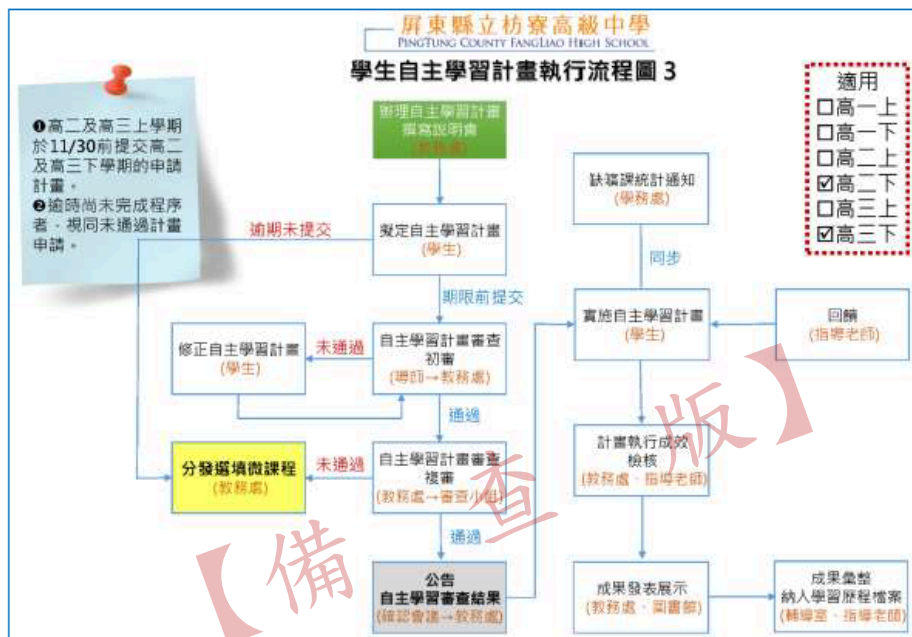 屏東縣立枋寮高級中學
PINGTUNG COUNTY FANGLIAO HIGH SCHOOL
學生自主學習計畫執行流程圖 3
❶高二及高三上學期
於11/30前提交高二
及高三下學期的申請
計畫。
❷逾時尚未完成程序
者，視同未通過計畫
申請。
適用
☐高一上
☐高一下
☐高二上
☑高二下
☐高三上
☑高三下
辦理自主學習計畫
撰寫說明會
(教務處)
逾期未提交
擬定自主學習計畫
(學生)
期限前提交
修正自主學習計畫
(學生)
未通過
自主學習計畫審查
初審
(導師→教務處)
通過
分發選填微課程
(教務處)
未通過
自主學習計畫審查
複審
(教務處→審查小組)
通過
公告
自主學習審查結果
(確認會議→教務處)
缺曠課統計通知
(學務處)
同步
實施自主學習計畫
(學生)
回饋
(指導老師)
計畫執行成效
檢核
(教務處、指導老師)
成果發表展示
(教務處、圖書館)
成果彙整
納入學習歷程檔案
(輔導室、指導老師)
【備查版】